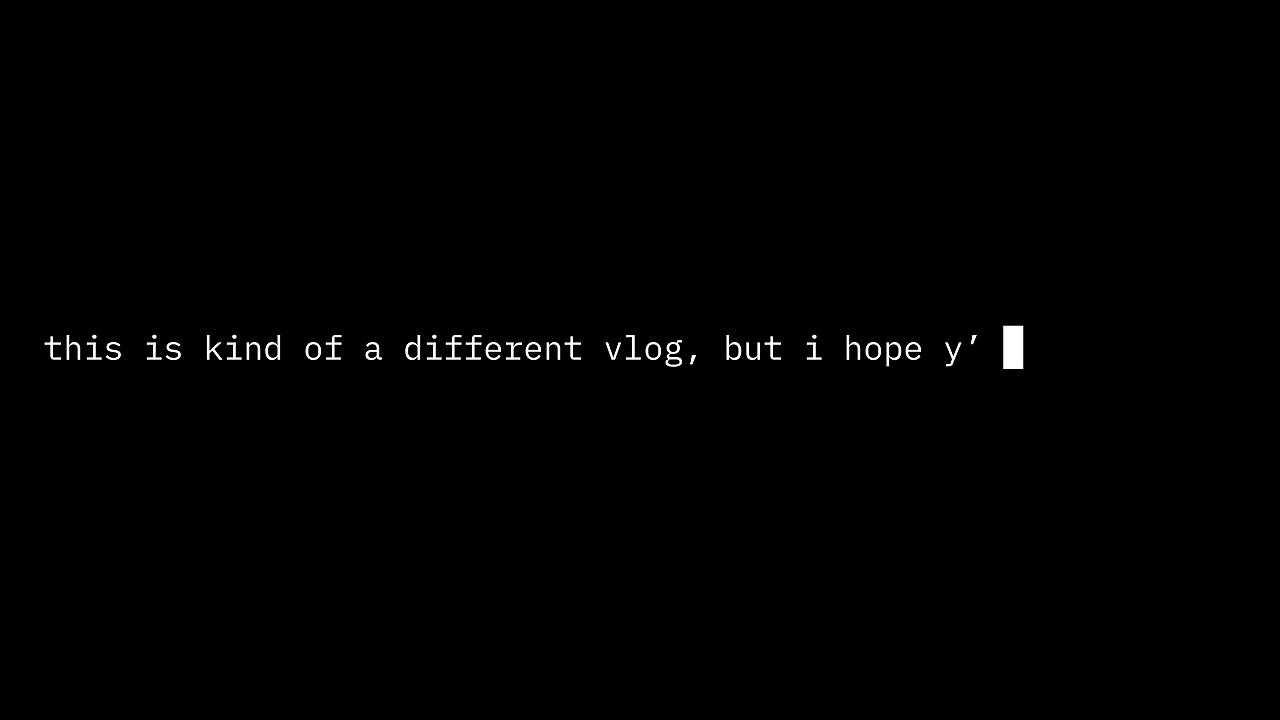 this is kind of a different vlog, but i hope y’